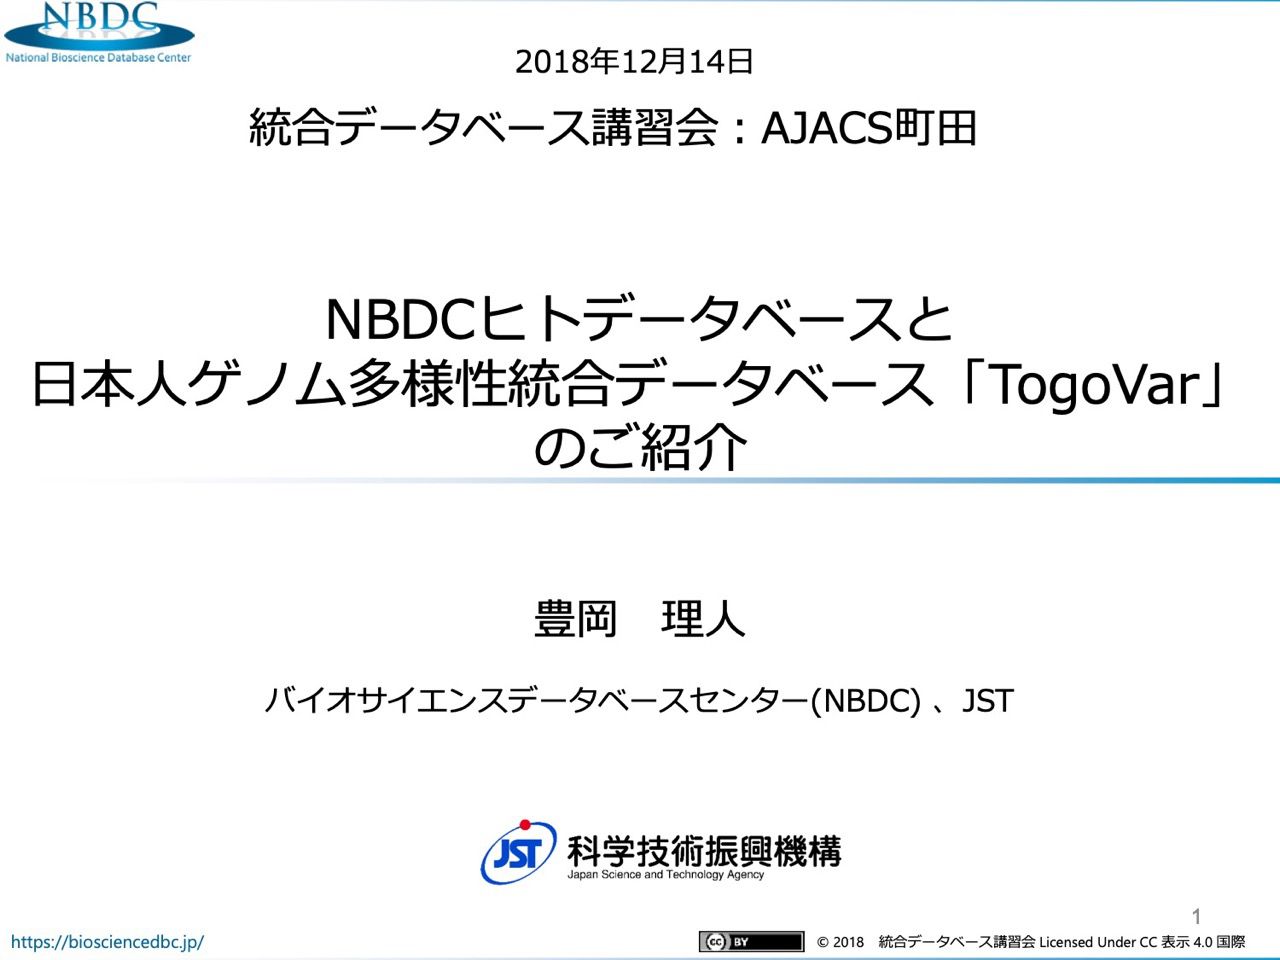 NBDC
National Bioscience Database Center
2018年12月14日
統合データベース講習会：AJACS町田
NBDCヒトデータベースと
日本人ゲノム多様性統合データベース「TogoVar」
のご紹介
豊岡　理人
バイオサイエンスデータベースセンター(NBDC) 、JST
JST 科学技術振興機構
Japan Science and Technology Agency
1
https://biosciencedbc.jp/
cc BY © 2018　統合データベース講習会 Licensed Under CC 表示 4.0 国際